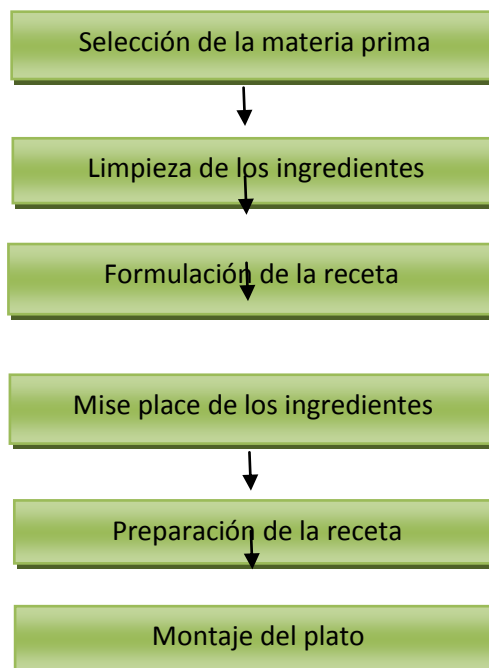 Selección de la materia prima
Limpieza de los ingredientes
Formulación de la receta
Mise place de los ingredientes
Preparación de la receta
Montaje del plato